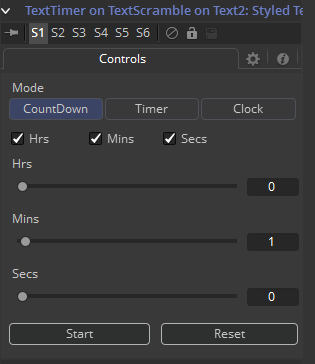 TextTimer on TextScramble on Text2: Styled Te
S1 S2 S3 S4 S5 S6
Controls
Mode
CountDown Timer Clock
Hrs Mins Secs
Hrs
0
Mins
1
Secs
0
Start Reset